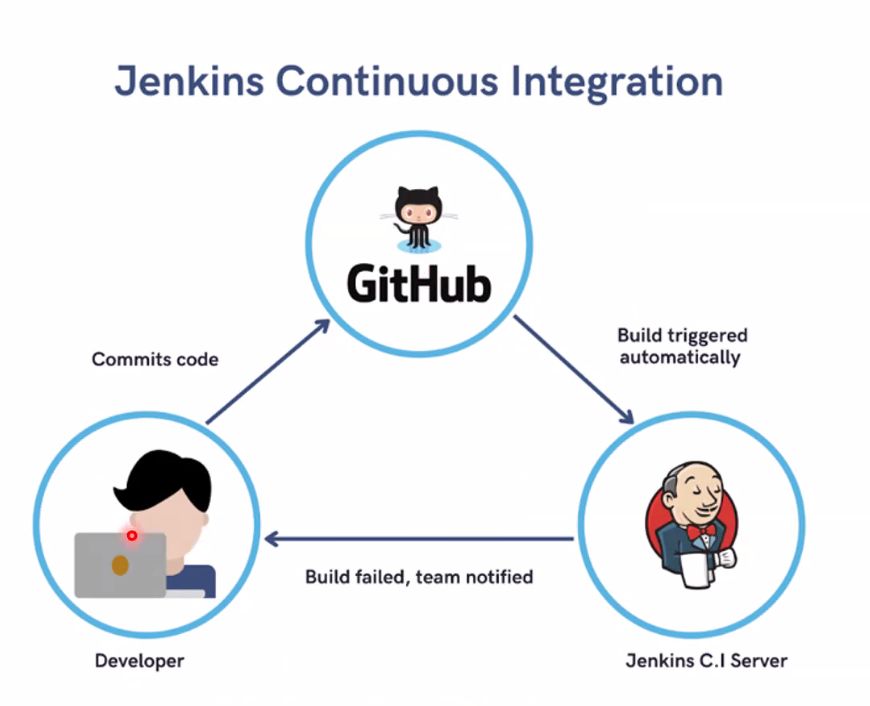 Jenkins Continuous Integration
GitHub
Commits code
Build triggered
automatically
Build failed, team notified
Developer
Jenkins C.I Server